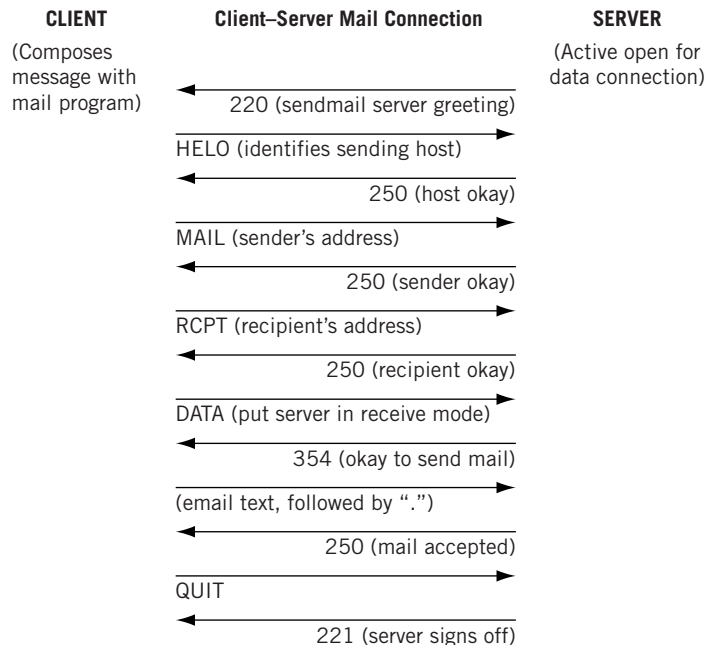 CLIENT
Client–Server Mail Connection
SERVER
(Composes
message with
mail program)
(Active open for
data connection)
220 (sendmail server greeting)
HELO (identifies sending host)
250 (host okay)
MAIL (sender’s address)
250 (sender okay)
RCPT (recipient’s address)
250 (recipient okay)
DATA (put server in receive mode)
354 (okay to send mail)
(email text, followed by “.”)
250 (mail accepted)
QUIT
221 (server signs off)